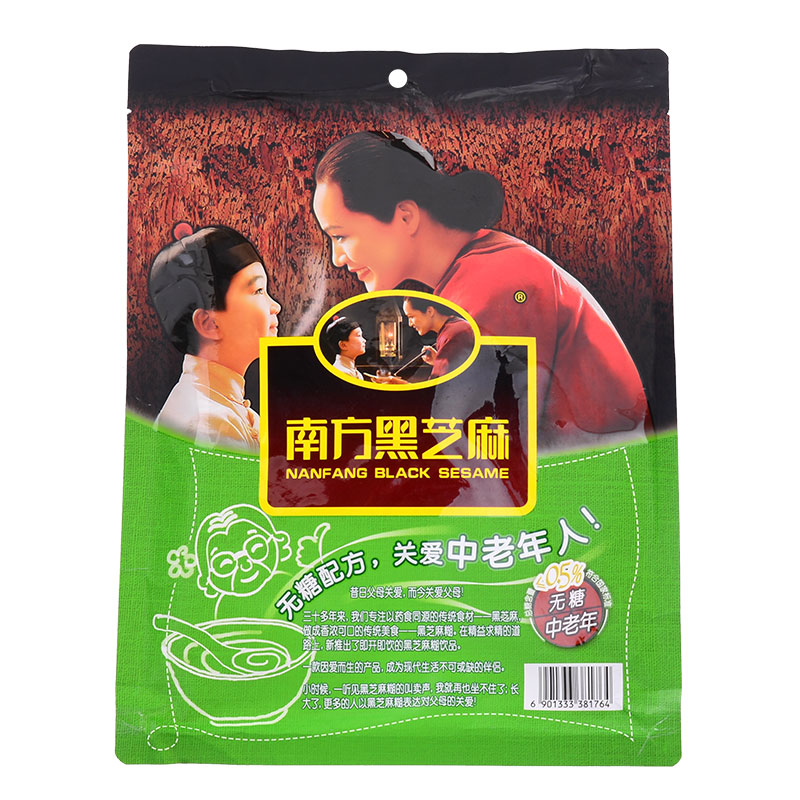 ®
南方黑芝麻
NANFANG BLACK SESAME
无糖配方，关爱中老年人！
昔日父母关爱，而今关爱父母！
三十多年来，我们专注以药食同源的传统食材——黑芝麻，
做成香浓可口的传统美食——黑芝麻糊，在精益求精的道
路上，新推出了即开即饮的黑芝麻糊饮品。
一款因爱而生的产品，成为现代生活不可或缺的伴侣。
小时候，一听见黑芝麻糊的叫卖声，我就再也坐不住了；长
大了，更多的人以黑芝麻糊表达对父母的关爱！
≤0.5%
无糖
中老年
6 901333 381764